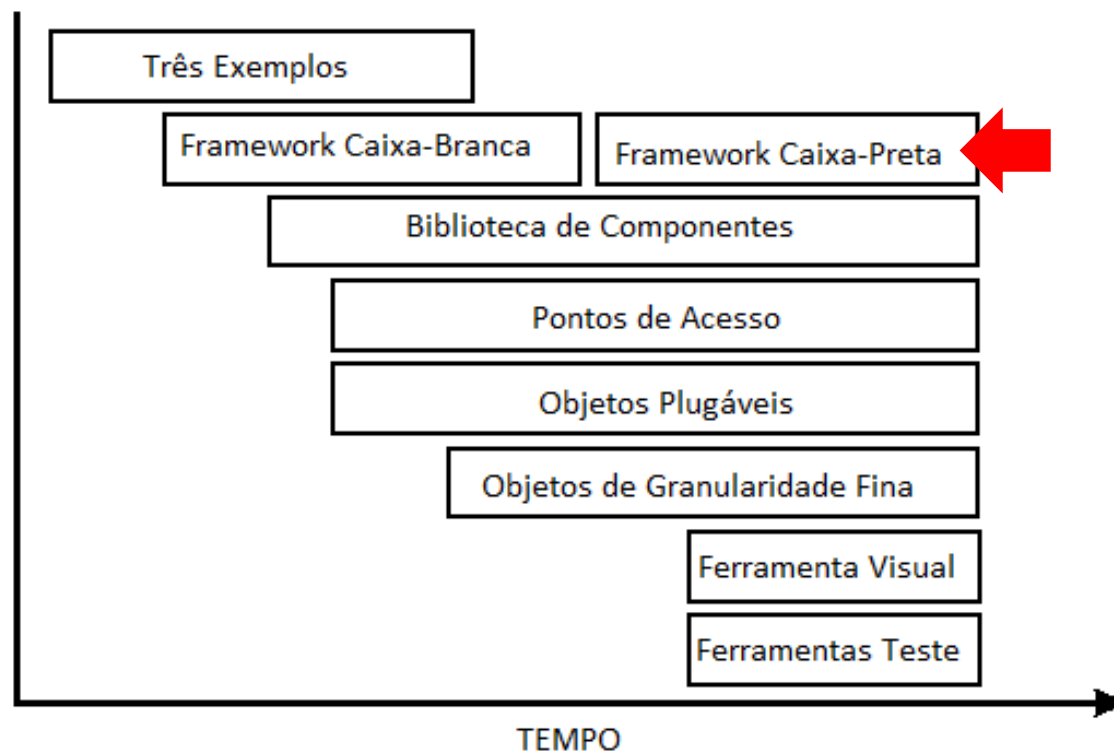 Três Exemplos
Framework Caixa-Branca
Framework Caixa-Preta
Biblioteca de Componentes
Pontos de Acesso
Objetos Plugáveis
Objetos de Granularidade Fina
Ferramenta Visual
Ferramentas Teste
TEMPO